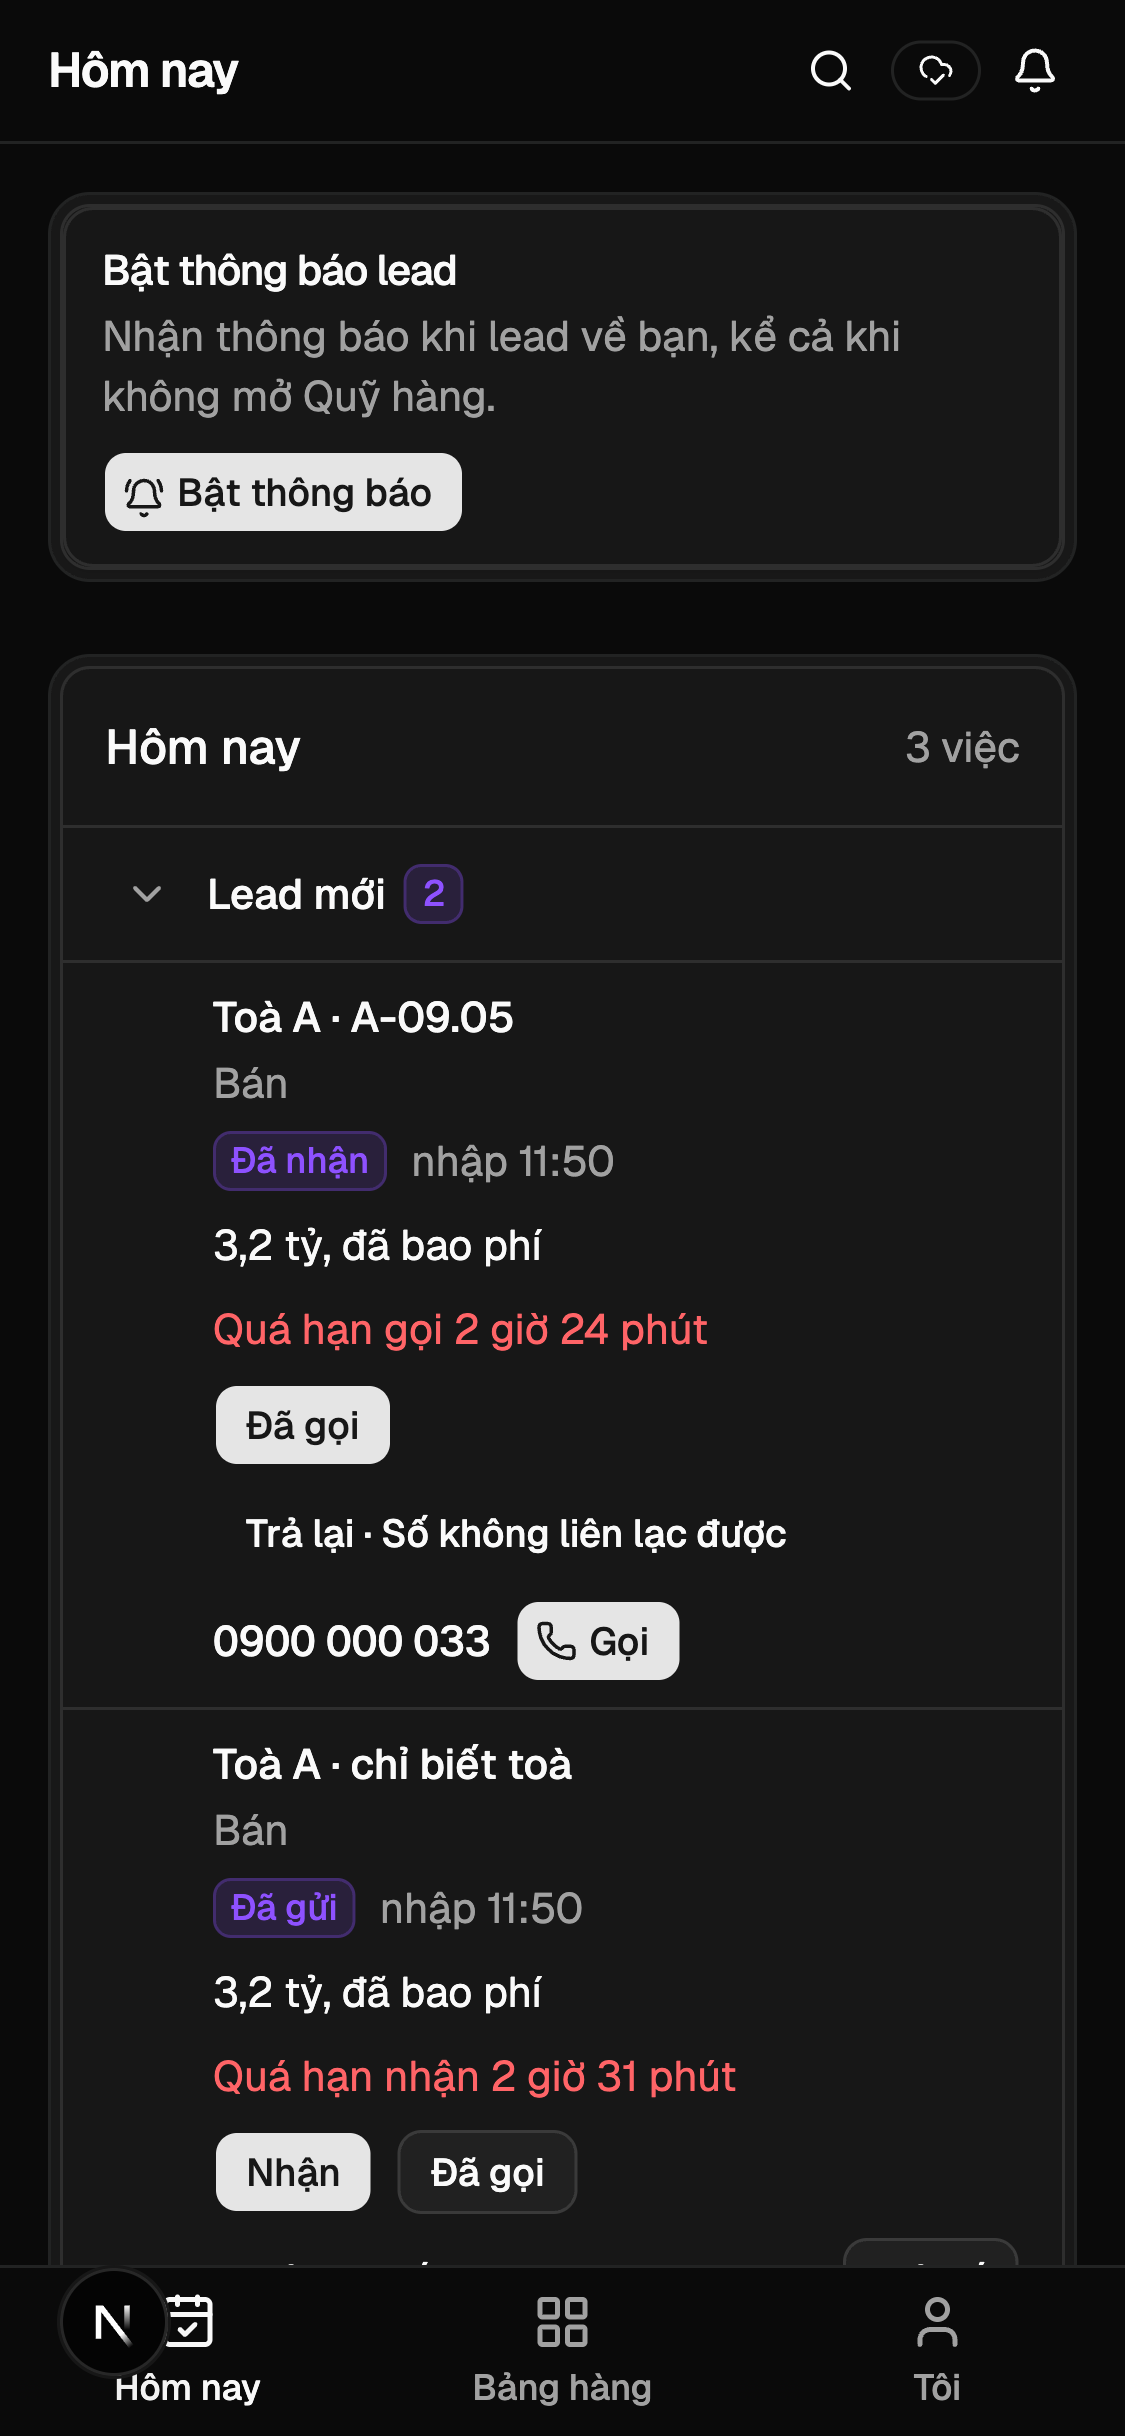 Hôm nay
Bật thông báo lead
Nhận thông báo khi lead về bạn, kể cả khi
không mở Quỹ hàng.
Bật thông báo
Hôm nay
3 việc
Lead mới 2
Toà A · A-09.05
Bán
Đã nhận nhập 11:50
3,2 tỷ, đã bao phí
Quá hạn gọi 2 giờ 24 phút
Đã gọi
Trả lại · Số không liên lạc được
0900 000 033 Gọi
Toà A · chỉ biết toà
Bán
Đã gửi nhập 11:50
3,2 tỷ, đã bao phí
Quá hạn nhận 2 giờ 31 phút
Nhận Đã gọi
N
Hôm nay Bảng hàng Tôi